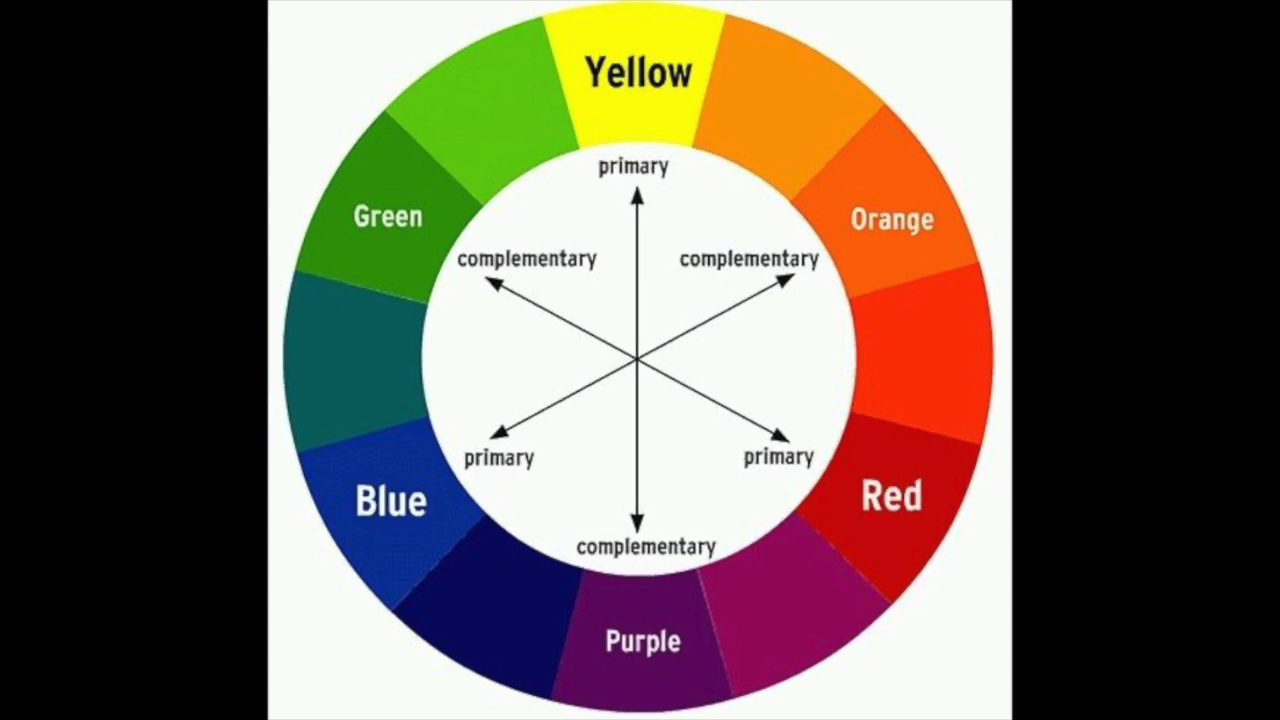 Yellow
primary
Green
Orange
complementary
complementary
primary
primary
Blue
Red
complementary
Purple